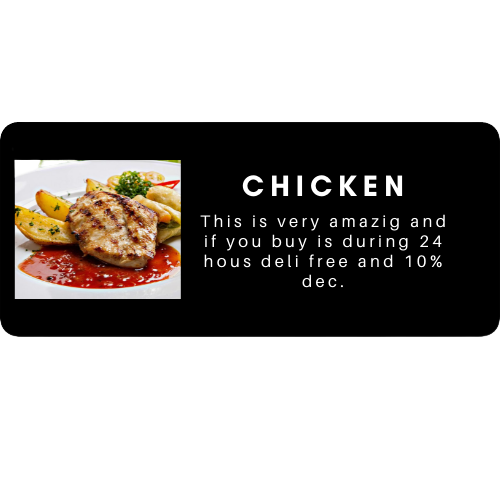 CHICKEN
This is very amazig and
if you buy is during 24
hous deli free and 10%
dec.